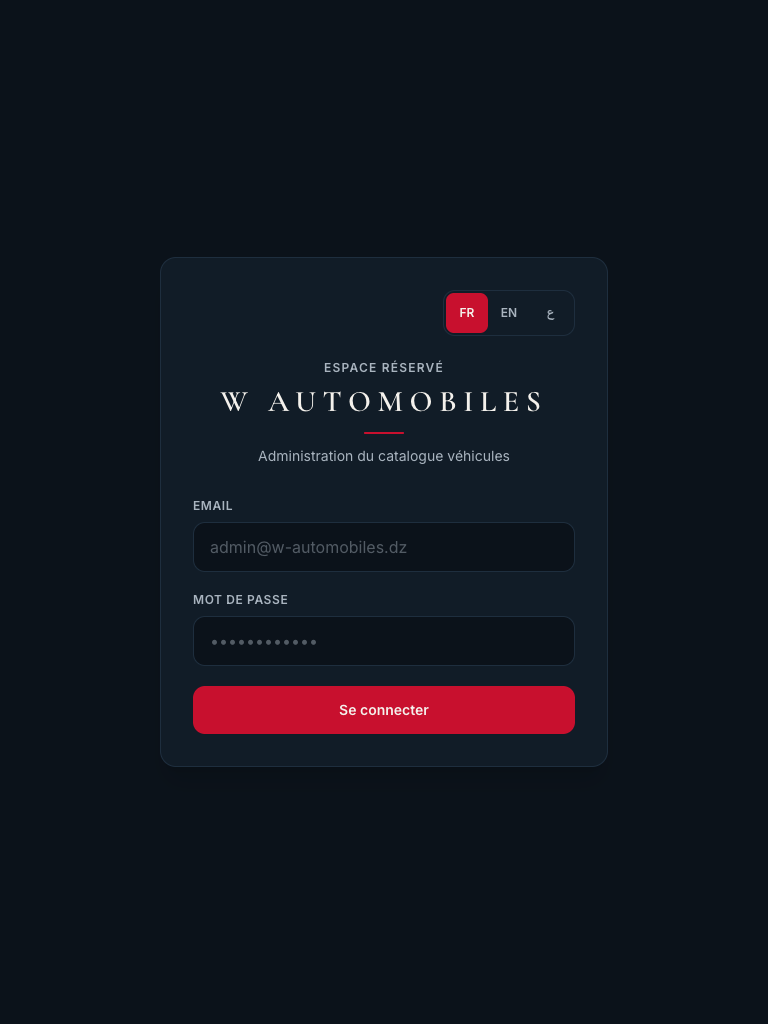 FR EN ع
ESPACE RÉSERVÉ
W AUTOMOBILES
Administration du catalogue véhicules
EMAIL
admin@w-automobiles.dz
MOT DE PASSE
••••••••••••
Se connecter